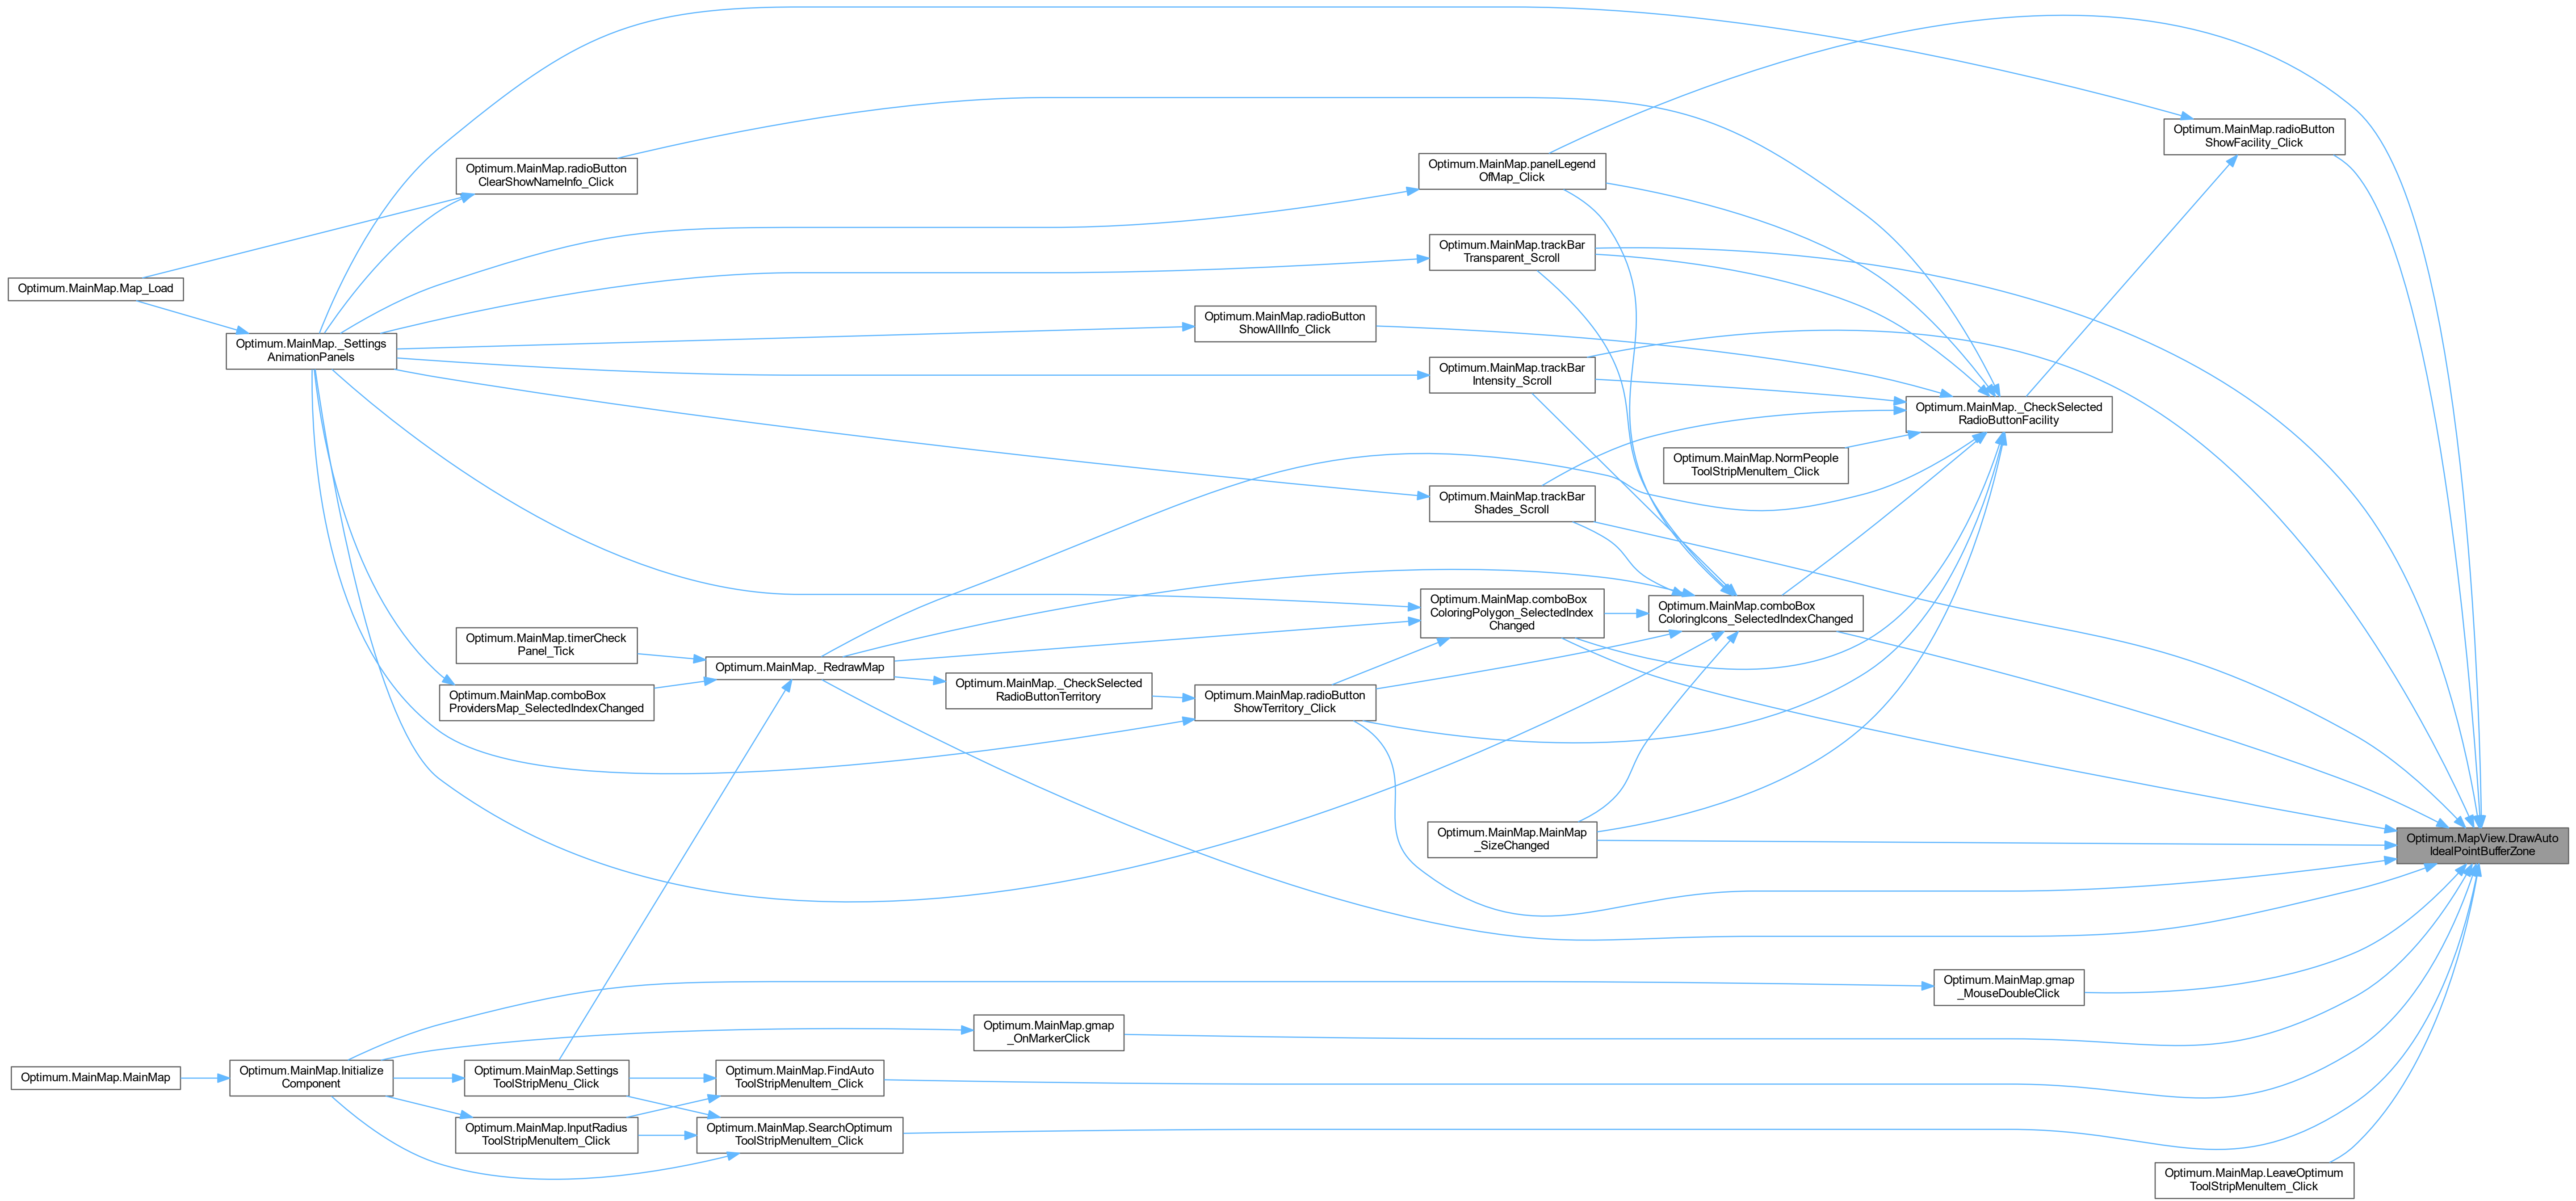 Optimum.MainMap.radioButton
ShowFacility_Click
Optimum.MainMap.radioButton
ClearShowNameInfo_Click
Optimum.MainMap.panelLegend
OfMap_Click
Optimum.MainMap.trackBar
Transparent_Scroll
Optimum.MainMap.Map_Load
Optimum.MainMap.radioButton
ShowAllInfo_Click
Optimum.MainMap._Settings
AnimationPanels
Optimum.MainMap.trackBar
Intensity_Scroll
Optimum.MainMap._CheckSelected
RadioButtonFacility
Optimum.MainMap.NormPeople
ToolStripMenuItem_Click
Optimum.MainMap.trackBar
Shades_Scroll
Optimum.MainMap.comboBox
ColoringPolygon_SelectedIndex
Changed
Optimum.MainMap.comboBox
ColoringIcons_SelectedIndexChanged
Optimum.MainMap.timerCheck
Panel_Tick
Optimum.MainMap._RedrawMap
Optimum.MainMap._CheckSelected
RadioButtonTerritory
Optimum.MainMap.comboBox
ProvidersMap_SelectedIndexChanged
Optimum.MainMap.radioButton
ShowTerritory_Click
Optimum.MainMap.MainMap
_SizeChanged
Optimum.MapView.DrawAuto
IdealPointBufferZone
Optimum.MainMap.gmap
_MouseDoubleClick
Optimum.MainMap.gmap
_OnMarkerClick
Optimum.MainMap.MainMap
Optimum.MainMap.Initialize
Component
Optimum.MainMap.Settings
ToolStripMenu_Click
Optimum.MainMap.FindAuto
ToolStripMenuItem_Click
Optimum.MainMap.InputRadius
ToolStripMenuItem_Click
Optimum.MainMap.SearchOptimum
ToolStripMenuItem_Click
Optimum.MainMap.LeaveOptimum
ToolStripMenuItem_Click